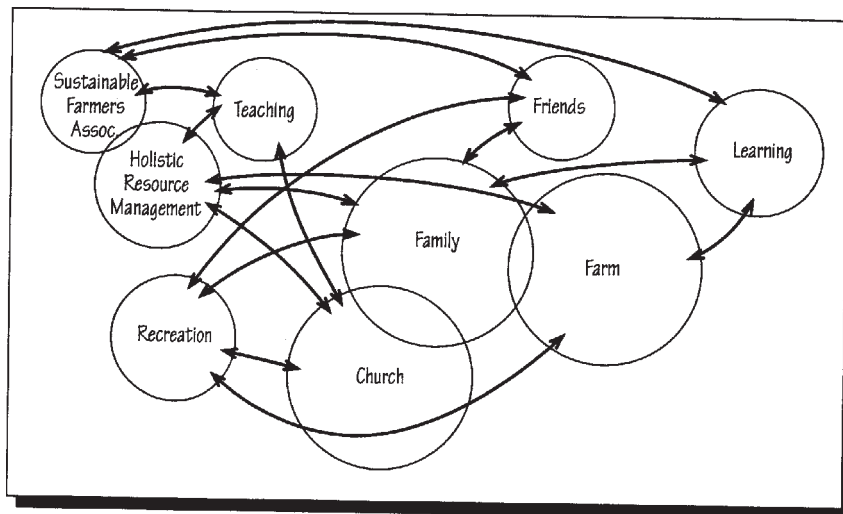 Sustainable
Farmers
Assoc.
Teaching
Friends
Learning
Holistic
Resource
Management
Family
Farm
Recreation
Church